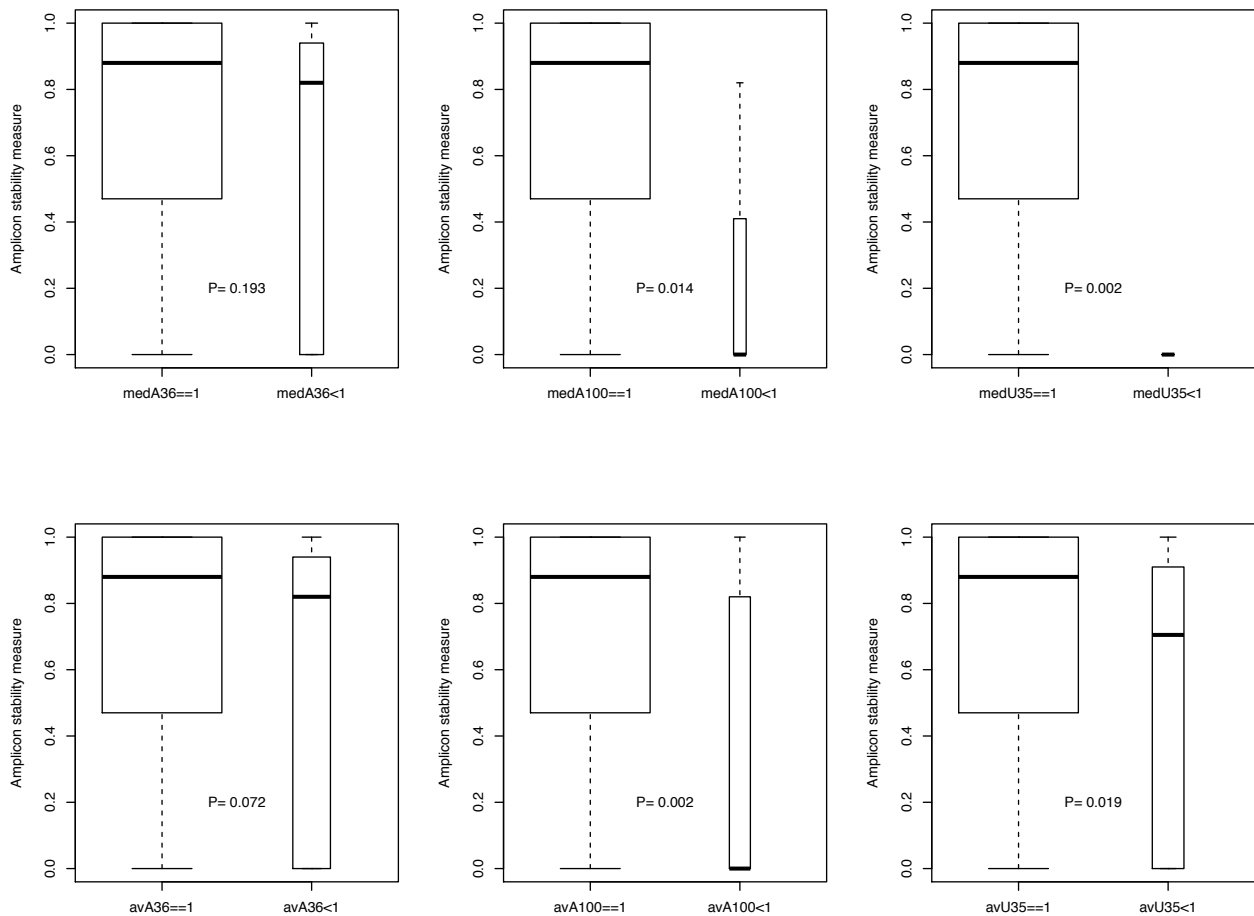 Amplicon stability measure
1.0
0.8
0.6
0.4
0.2
0.0
P= 0.193
medA36==1 medA36<1
Amplicon stability measure
1.0
0.8
0.6
0.4
0.2
0.0
P= 0.014
medA100==1 medA100<1
Amplicon stability measure
1.0
0.8
0.6
0.4
0.2
0.0
P= 0.002
medU35==1 medU35<1
Amplicon stability measure
1.0
0.8
0.6
0.4
0.2
0.0
P= 0.072
avA36==1 avA36<1
Amplicon stability measure
1.0
0.8
0.6
0.4
0.2
0.0
P= 0.002
avA100==1 avA100<1
Amplicon stability measure
1.0
0.8
0.6
0.4
0.2
0.0
P= 0.019
avU35==1 avU35<1